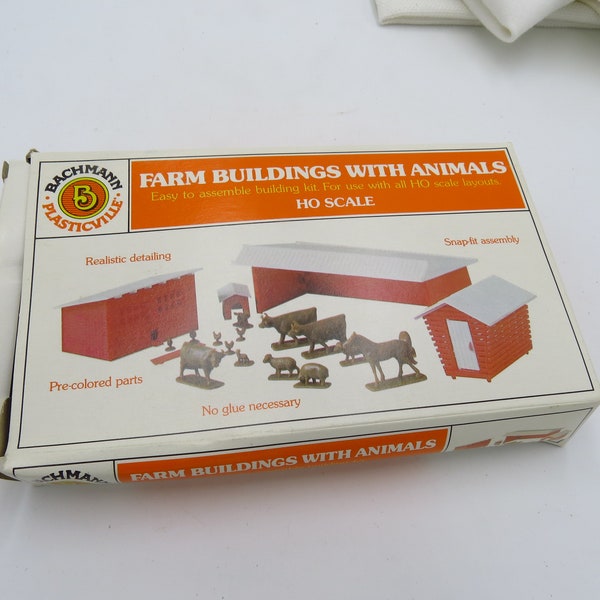 BACHMANN
B
PLASTICVILLE
FARM BUILDINGS WITH ANIMALS
Easy to assemble building kit. For use with all HO scale layouts.
HO SCALE
Realistic detailing
Snap-fit assembly
Pre-colored parts
No glue necessary
CHMANN
FARM BUILDINGS WITH ANIMALS